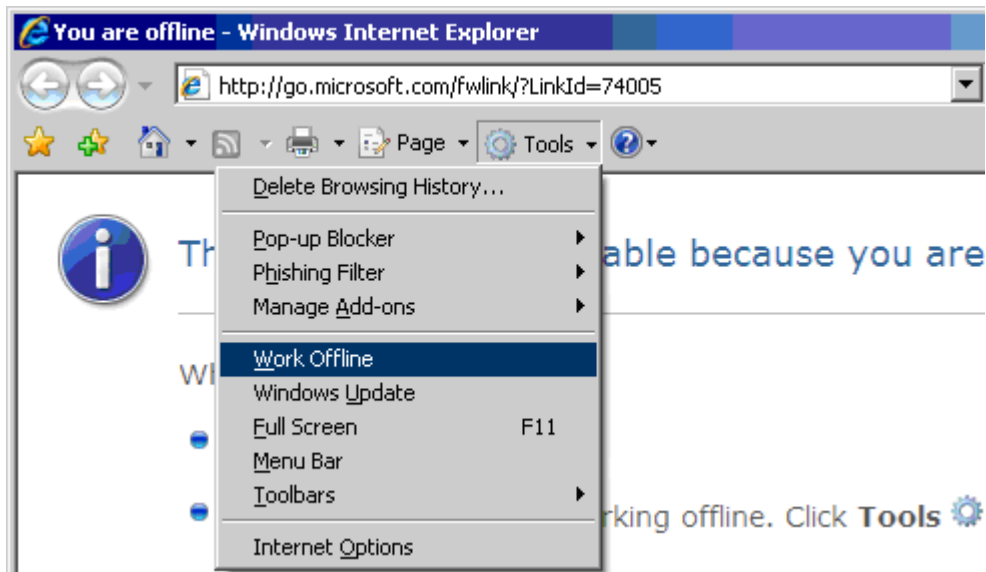 You are offline - Windows Internet Explorer
http://go.microsoft.com/fwlink/?LinkId=74005
Page Tools
Delete Browsing History...
Pop-up Blocker
able because you are
Phishing Filter
Manage Add-ons
Work Offline
Windows Update
Full Screen F11
Menu Bar
Toolbars
rking offline. Click Tools
Internet Options